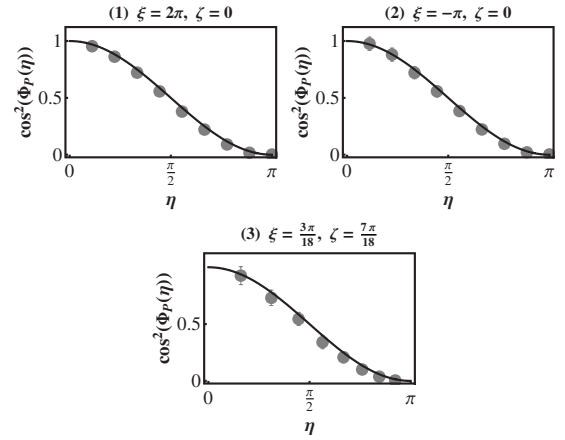 (1) ξ = 2π, ζ = 0
cos²(Φ_P(η))
1
0.5
0
0 π/2 π
η
(2) ξ = −π, ζ = 0
cos²(Φ_P(η))
1
0.5
0
0 π/2 π
η
(3) ξ = 3π/18, ζ = 7π/18
cos²(Φ_P(η))
0.5
0
0 π/2 π
η